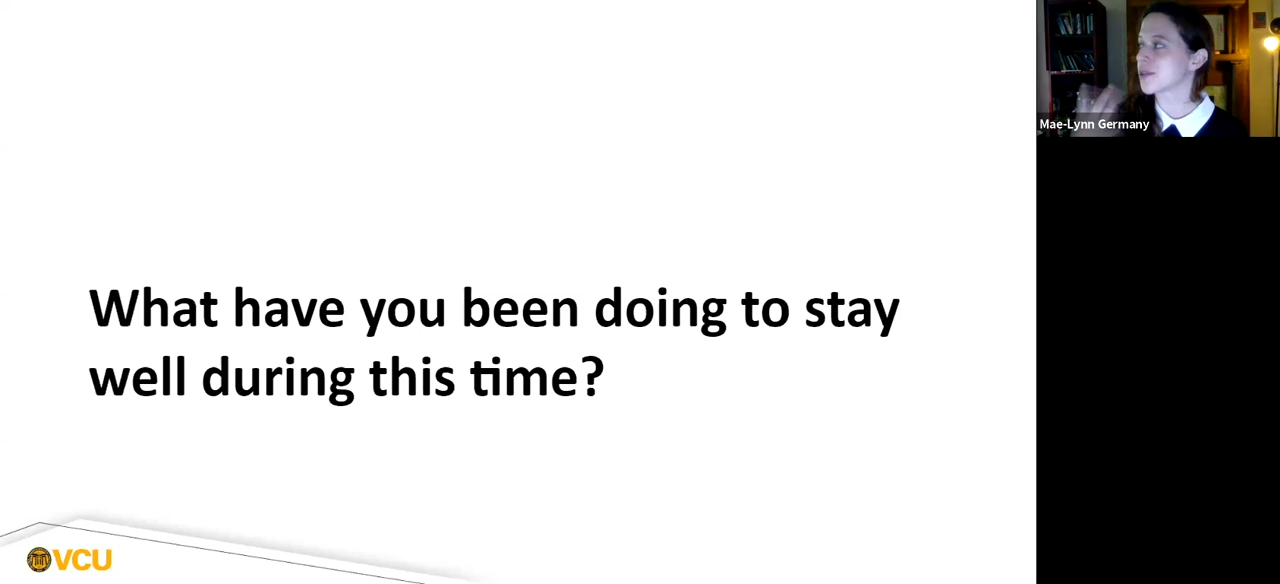 Mae-Lynn Germany
What have you been doing to stay
well during this time?
VCU